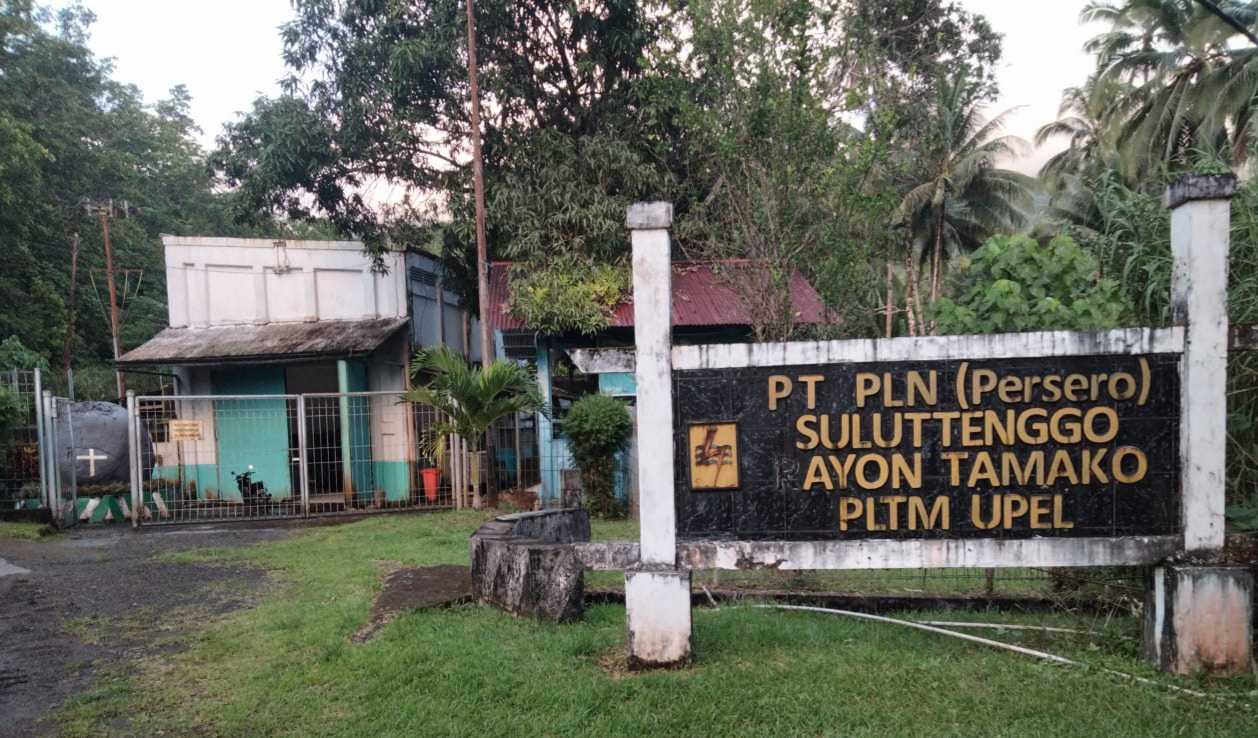 PT PLN (Persero)
SULUTTENGGO
AYON TAMAKO
PLTM UPEL